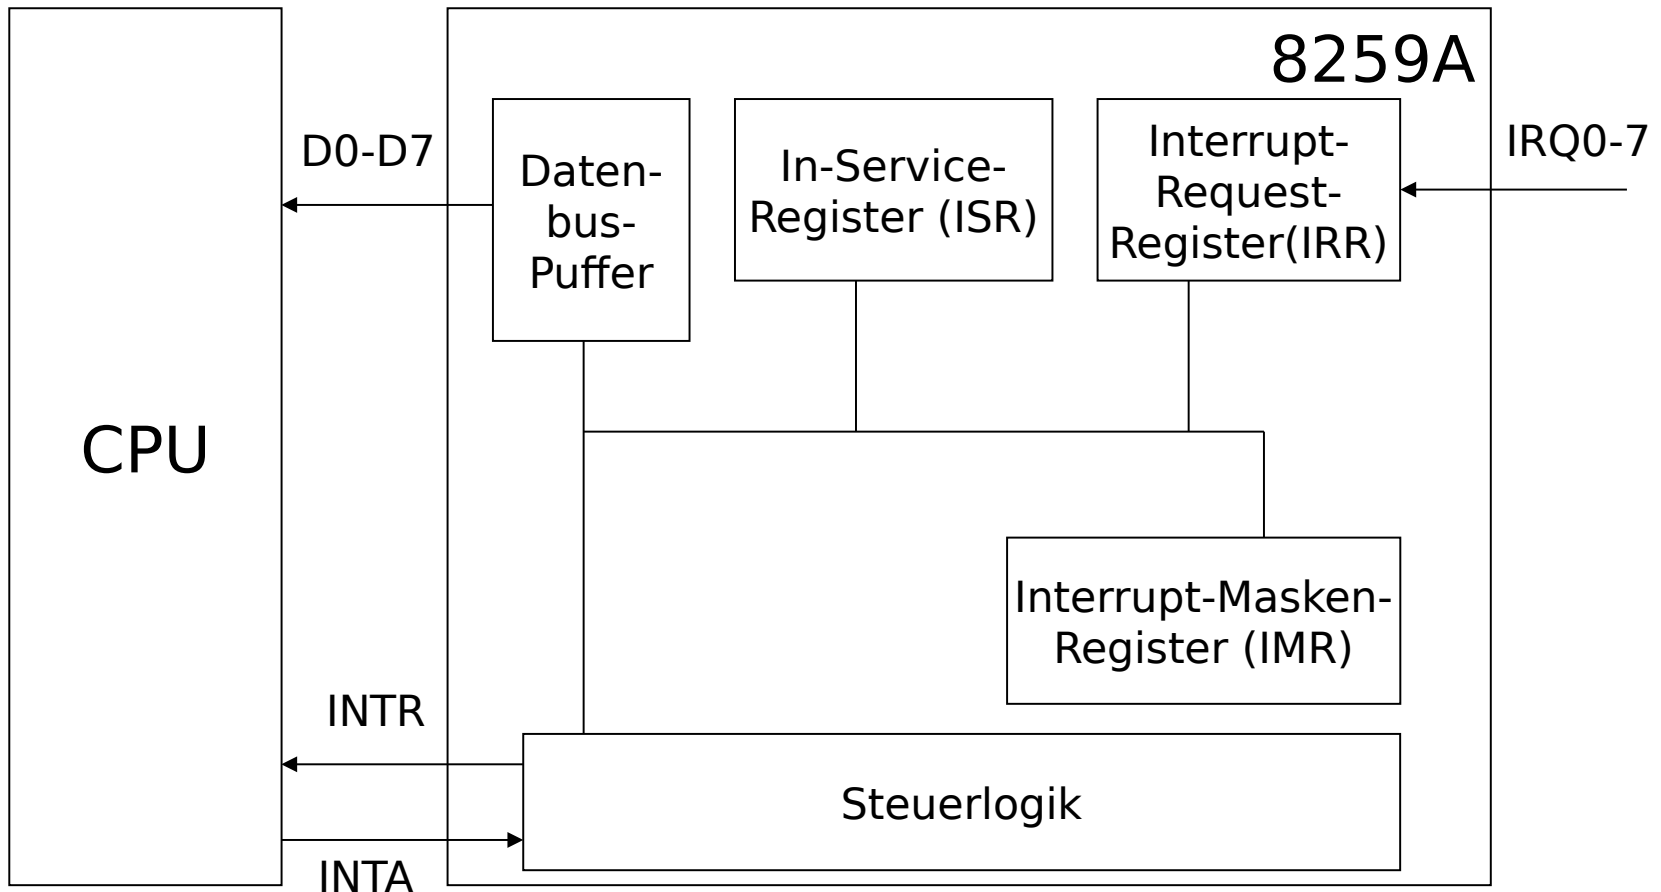 8259A
D0-D7
Daten-
bus-
Puffer
In-Service-
Register (ISR)
Interrupt-
Request-
Register(IRR)
IRQ0-7
CPU
Interrupt-Masken-
Register (IMR)
INTR
Steuerlogik
INTA